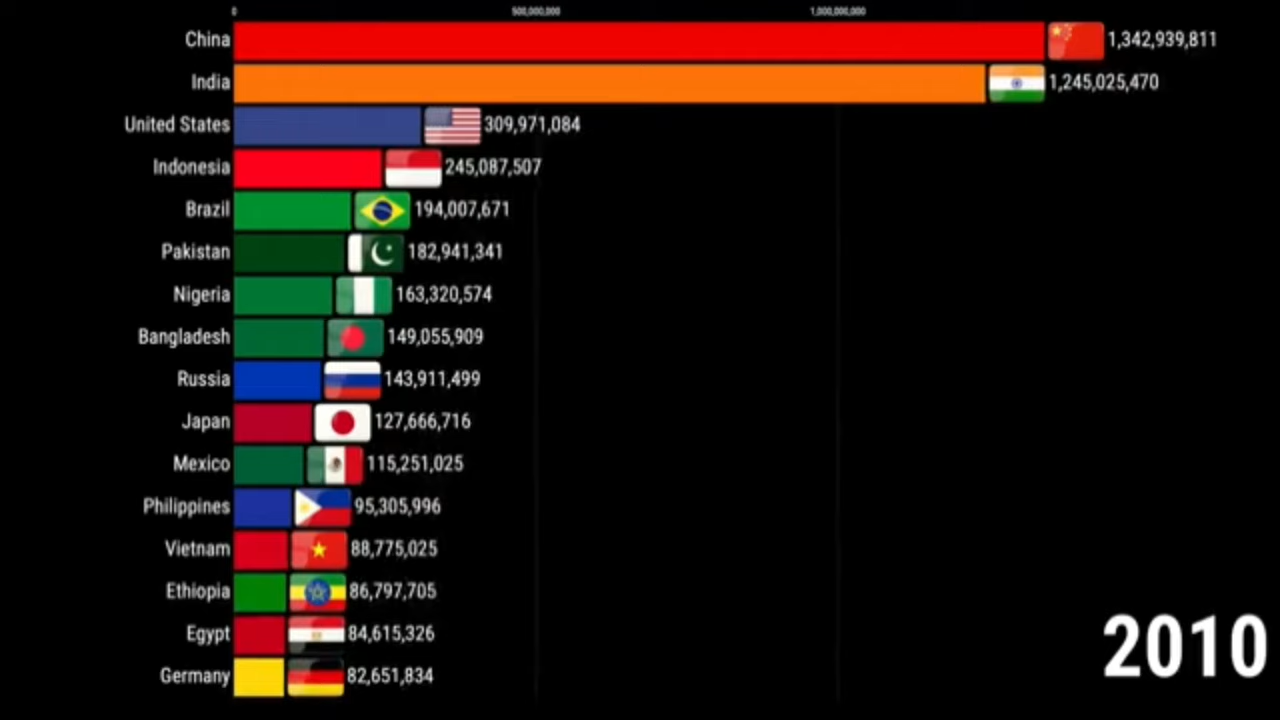 0 500,000,000 1,000,000,000
China 1,342,939,811
India 1,245,025,470
United States 309,971,084
Indonesia 245,087,507
Brazil 194,007,671
Pakistan 182,941,341
Nigeria 163,320,574
Bangladesh 149,055,909
Russia 143,911,499
Japan 127,666,716
Mexico 115,251,025
Philippines 95,305,996
Vietnam 88,775,025
Ethiopia 86,797,705
Egypt 84,615,326
Germany 82,651,834
2010